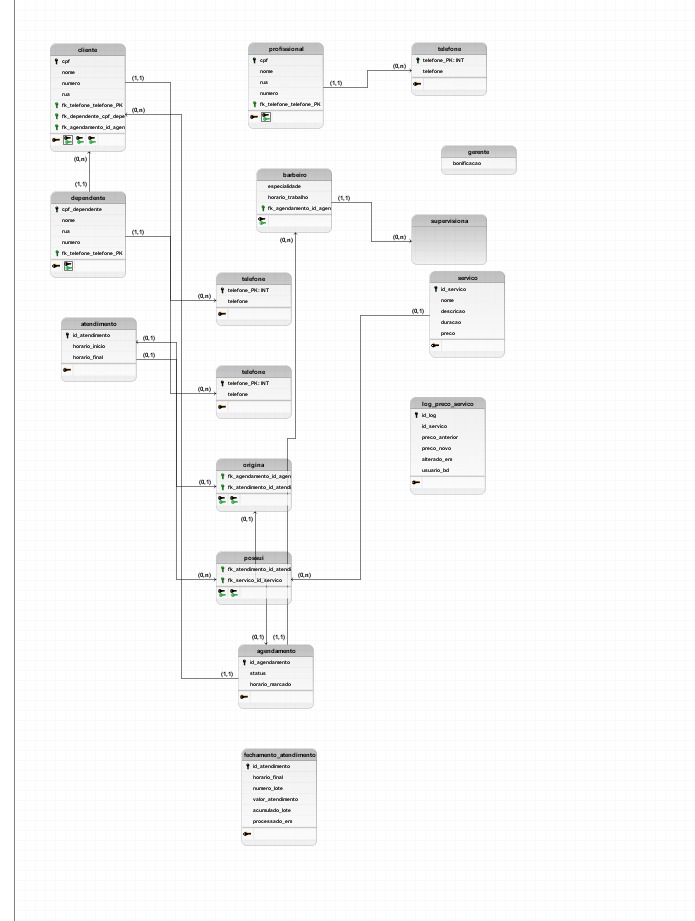 cliente
cpf
nome
numero
rua
fk_telefone_telefone_PK
fk_dependente_cpf_depe
fk_agendamento_id_agen
(1,1)
(0,n)
(0,n)
(1,1)
profissional
cpf
nome
rua
numero
fk_telefone_telefone_PK
(1,1)
(0,n)
telefone
telefone_PK: INT
telefone
gerente
bonificacao
barbeiro
especialidade
horario_trabalho
fk_agendamento_id_agen
(1,1)
(0,n)
(0,n)
supervisiona
dependente
cpf_dependente
nome
rua
numero
fk_telefone_telefone_PK
(1,1)
telefone
telefone_PK: INT
telefone
(0,n)
servico
id_servico
nome
descricao
duracao
preco
(0,1)
atendimento
id_atendimento
horario_inicio
horario_final
(0,1)
(0,1)
telefone
telefone_PK: INT
telefone
(0,n)
log_preco_servico
id_log
id_servico
preco_anterior
preco_novo
alterado_em
usuario_bd
origina
fk_agendamento_id_agen
fk_atendimento_id_atendi
(0,1)
(0,1)
possui
fk_atendimento_id_atendi
fk_servico_id_servico
(0,n)
(0,n)
(0,1)
(1,1)
agendamento
id_agendamento
status
horario_marcado
(1,1)
fechamento_atendimento
id_atendimento
horario_final
numero_lote
valor_atendimento
acumulado_lote
processado_em